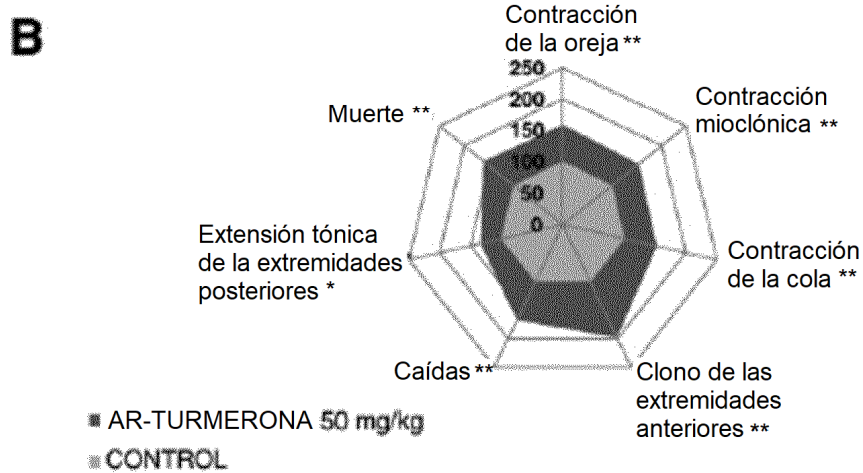 B
Contracción
de la oreja **
250
200
150
100
50
0
Muerte **
Contracción
mioclónica **
Extensión tónica
de la extremidades
posteriores *
Contracción
de la cola **
Caídas **
Clono de las
extremidades
anteriores **
AR-TURMERONA 50 mg/kg
CONTROL